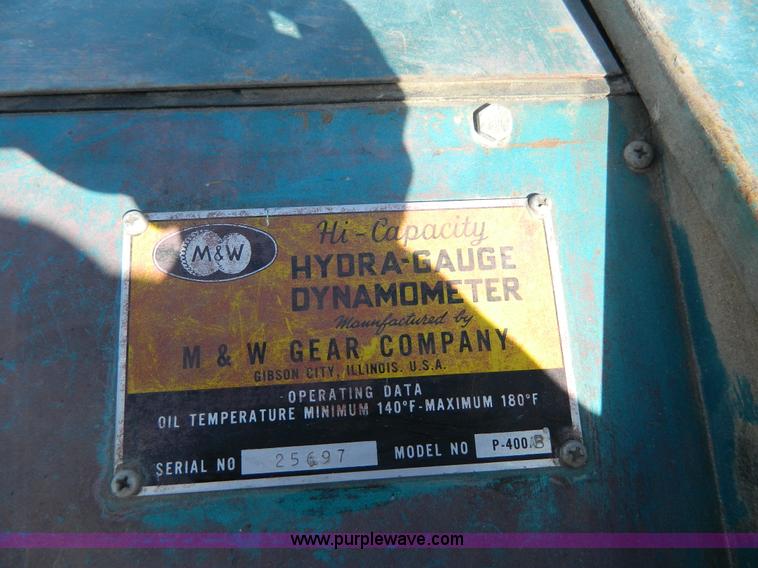 M&W
Hi-Capacity
HYDRA-GAUGE
DYNAMOMETER
Manufactured by
M & W GEAR COMPANY
GIBSON CITY, ILLINOIS. U.S.A.
OPERATING DATA
OIL TEMPERATURE MINIMUM 140°F-MAXIMUM 180°F
SERIAL NO 25697 MODEL NO P-400B
www.purplewave.com